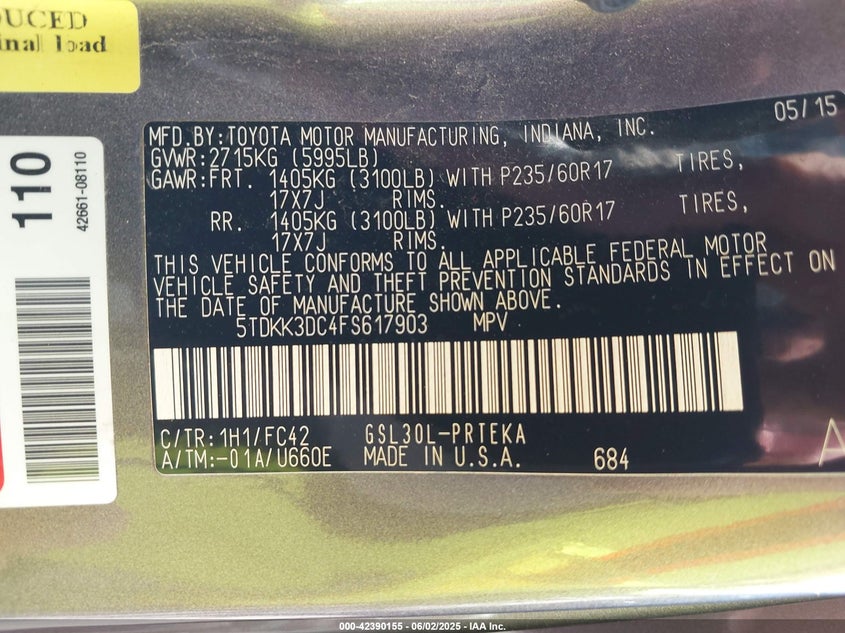 DUCED
inal load
110
42661-08110
05/15
MFD.BY:TOYOTA MOTOR MANUFACTURING, INDIANA, INC.
GVWR:2715KG (5995LB)
GAWR:FRT. 1405KG (3100LB) WITH P235/60R17 TIRES,
17X7J RIMS.
RR. 1405KG (3100LB) WITH P235/60R17 TIRES,
17X7J RIMS.
THIS VEHICLE CONFORMS TO ALL APPLICABLE FEDERAL MOTOR
VEHICLE SAFETY AND THEFT PREVENTION STANDARDS IN EFFECT ON
THE DATE OF MANUFACTURE SHOWN ABOVE.
5TDKK3DC4FS617903 MPV
C/TR:1H1/FC42 GSL30L-PRTEKA
A/TM:-01A/U660E MADE IN U.S.A. 684
A
000-42390155 - 06/02/2025 - IAA Inc.